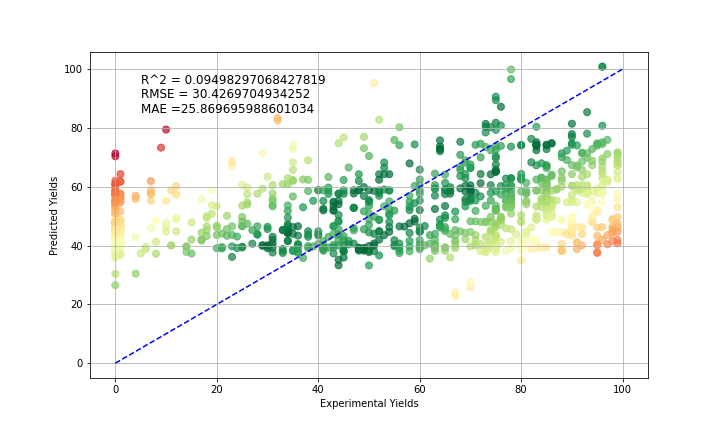 R^2 = 0.09498297068427819
RMSE = 30.4269704934252
MAE =25.869695988601034
100
80
60
40
20
0
Predicted Yields
0 20 40 60 80 100
Experimental Yields